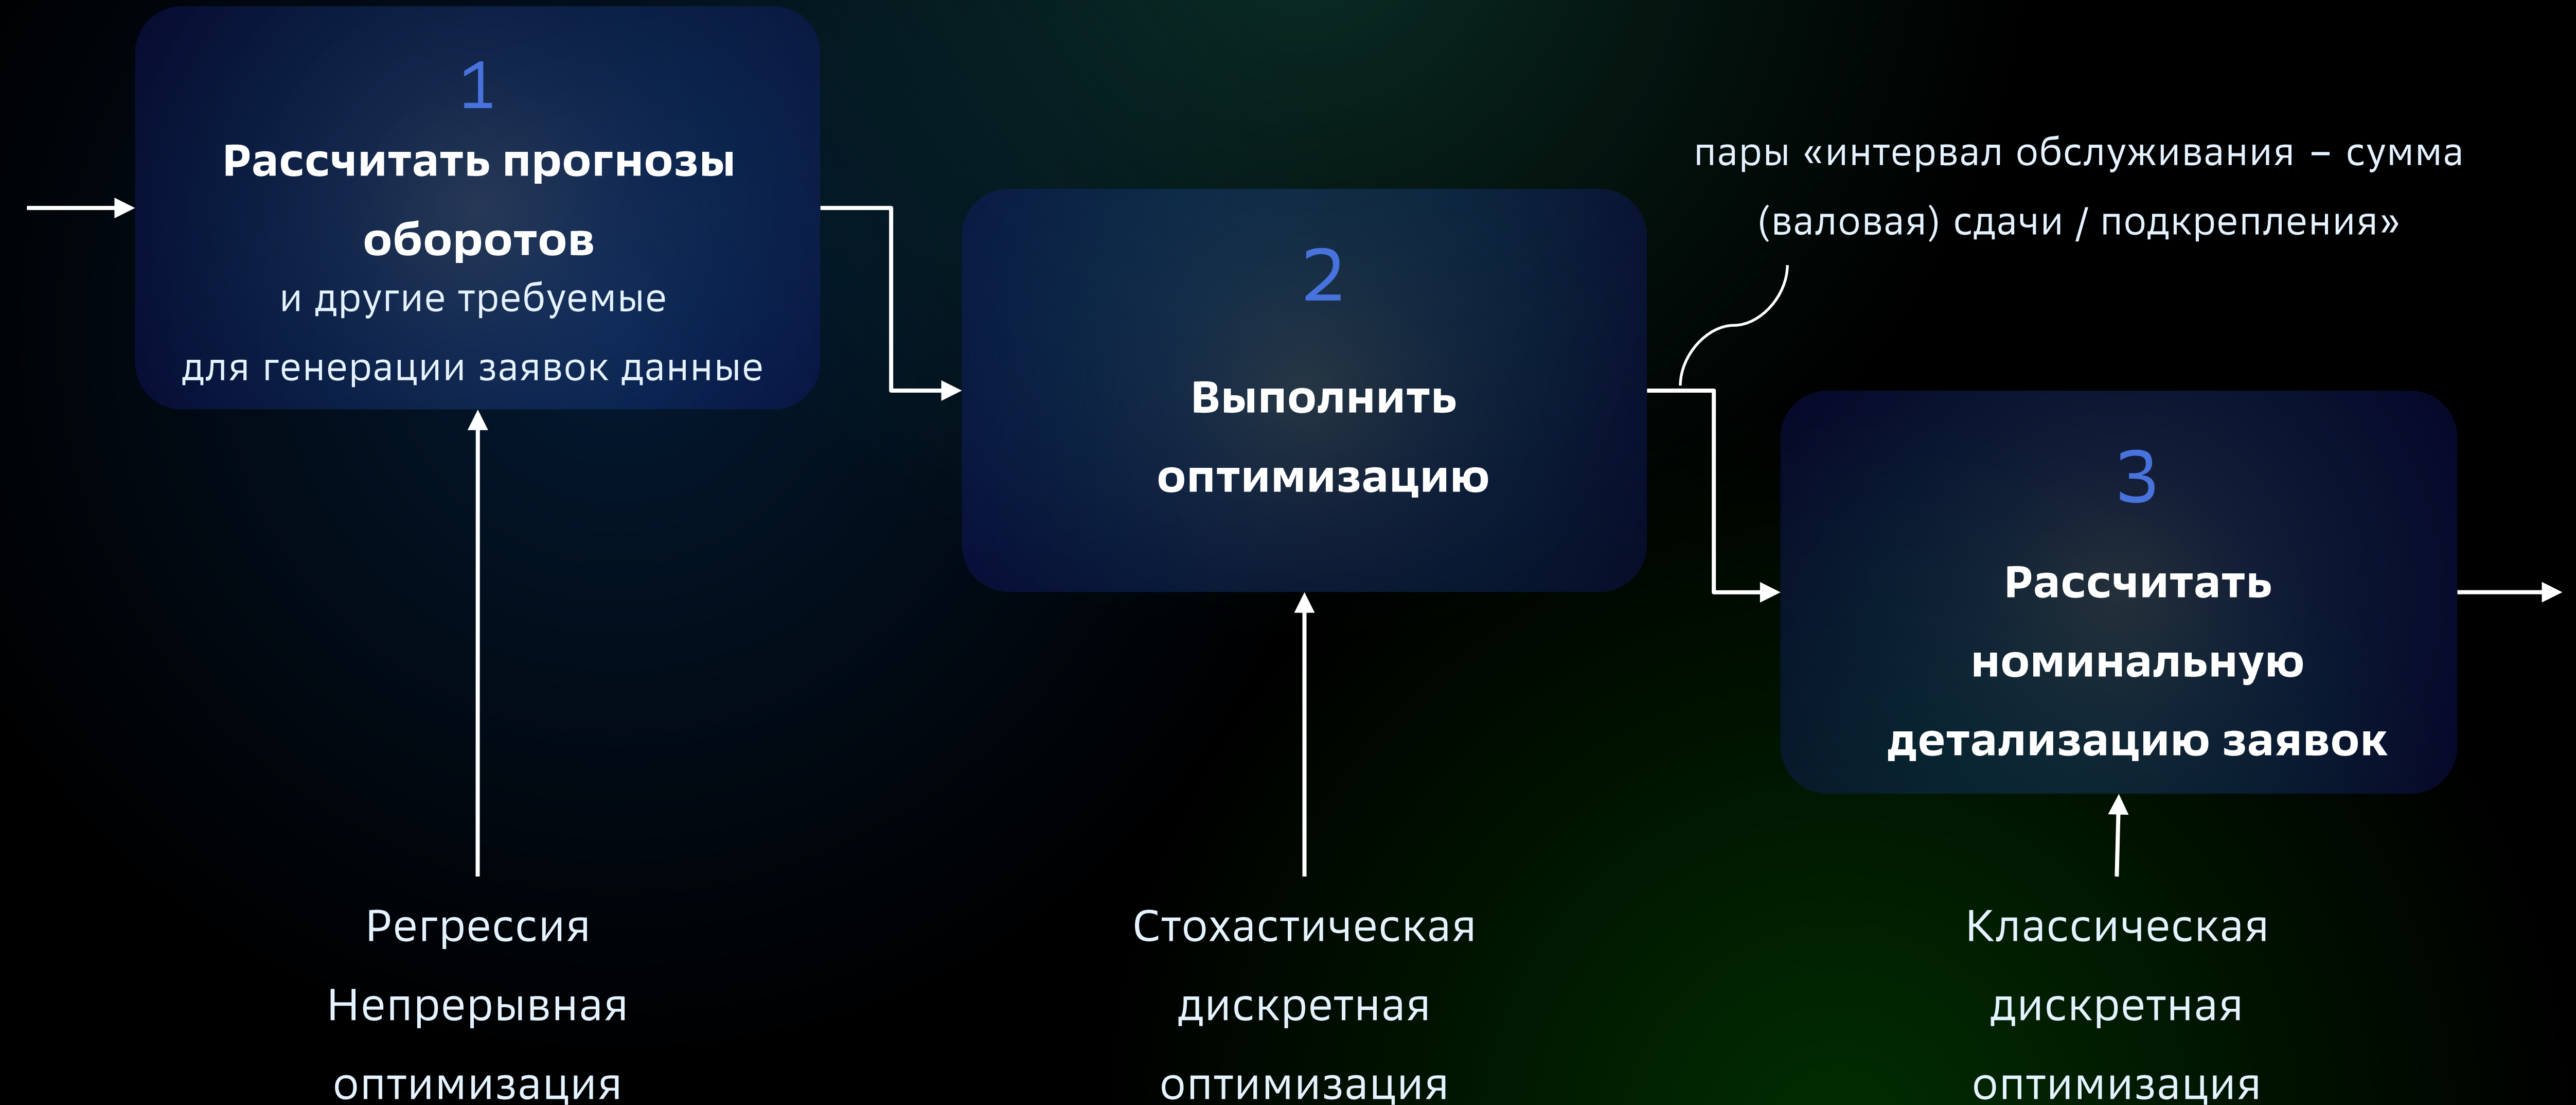 1
Рассчитать прогнозы
оборотов
и другие требуемые
для генерации заявок данные
2
Выполнить
оптимизацию
пары «интервал обслуживания – сумма
(валовая) сдачи / подкрепления»
3
Рассчитать
номинальную
детализацию заявок
Регрессия
Непрерывная
оптимизация
Стохастическая
дискретная
оптимизация
Классическая
дискретная
оптимизация